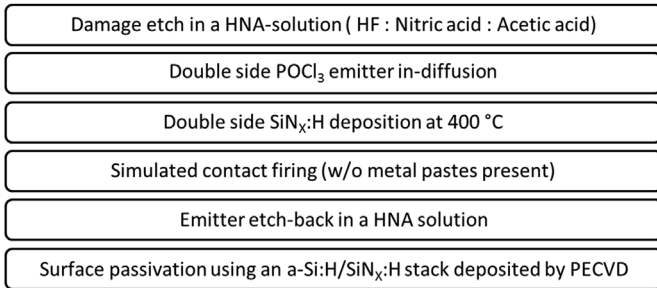 Damage etch in a HNA-solution ( HF : Nitric acid : Acetic acid)
Double side POCl₃ emitter in-diffusion
Double side SiNₓ:H deposition at 400 °C
Simulated contact firing (w/o metal pastes present)
Emitter etch-back in a HNA solution
Surface passivation using an a-Si:H/SiNₓ:H stack deposited by PECVD